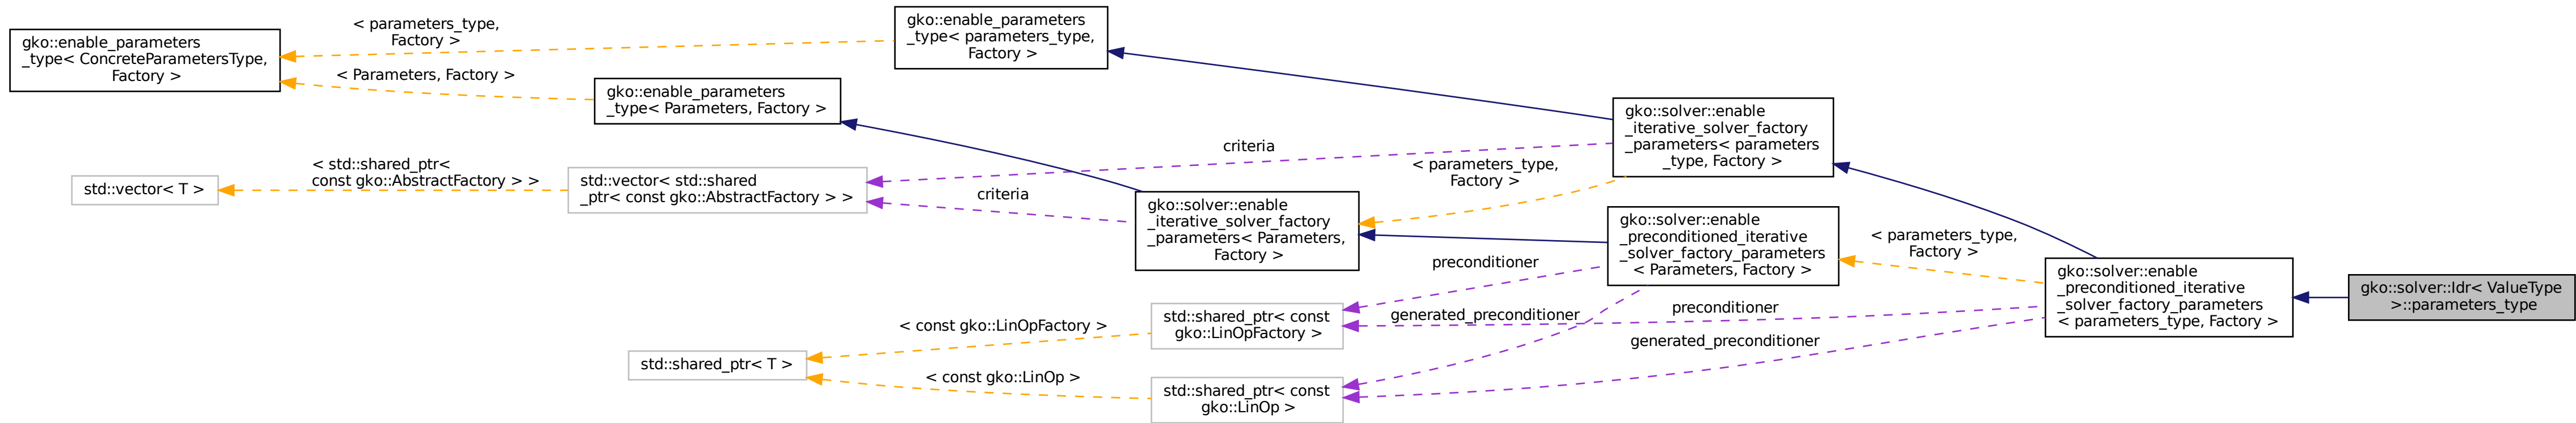 gko::enable_parameters
_type< ConcreteParametersType,
Factory >
< parameters_type,
Factory >
< Parameters, Factory >
gko::enable_parameters
_type< parameters_type,
Factory >
gko::enable_parameters
_type< Parameters, Factory >
std::vector< T >
< std::shared_ptr<
const gko::AbstractFactory > >
std::vector< std::shared
_ptr< const gko::AbstractFactory > >
criteria
criteria
gko::solver::enable
_iterative_solver_factory
_parameters< Parameters,
Factory >
< parameters_type,
Factory >
gko::solver::enable
_iterative_solver_factory
_parameters< parameters
_type, Factory >
gko::solver::enable
_preconditioned_iterative
_solver_factory_parameters
< Parameters, Factory >
< parameters_type,
Factory >
gko::solver::enable
_preconditioned_iterative
_solver_factory_parameters
< parameters_type, Factory >
gko::solver::Idr< ValueType
>::parameters_type
preconditioner
generated_preconditioner
preconditioner
generated_preconditioner
std::shared_ptr< const
gko::LinOpFactory >
std::shared_ptr< const
gko::LinOp >
< const gko::LinOpFactory >
< const gko::LinOp >
std::shared_ptr< T >